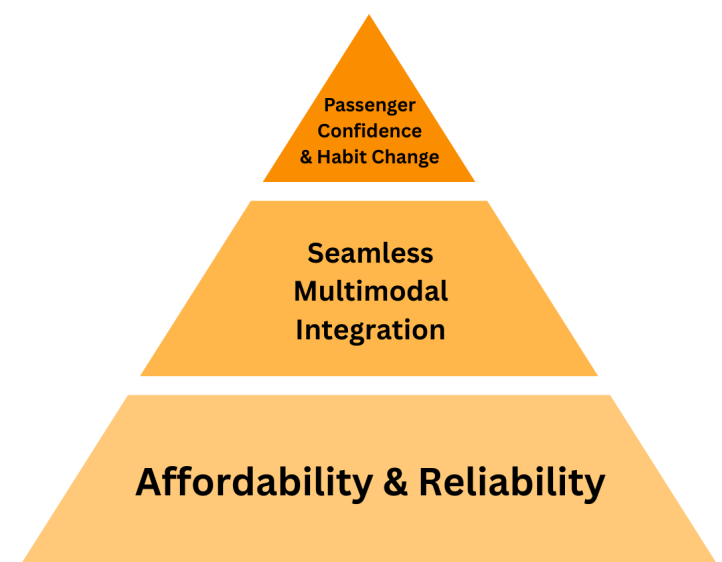 Passenger
Confidence
& Habit Change
Seamless
Multimodal
Integration
Affordability & Reliability